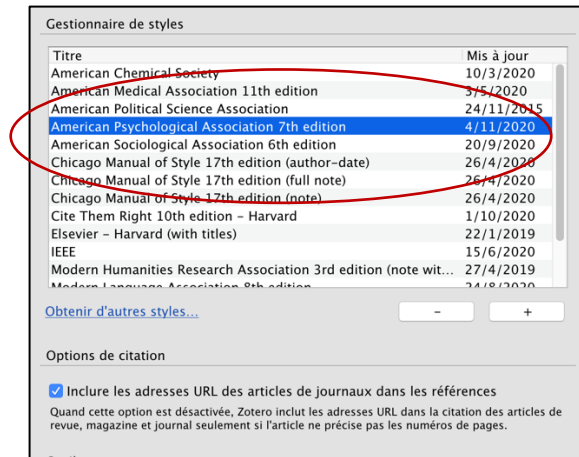 Gestionnaire de styles
Titre Mis à jour
American Chemical Society 10/3/2020
American Medical Association 11th edition 3/5/2020
American Political Science Association 24/11/2015
American Psychological Association 7th edition 4/11/2020
American Sociological Association 6th edition 20/9/2020
Chicago Manual of Style 17th edition (author-date) 26/4/2020
Chicago Manual of Style 17th edition (full note) 26/4/2020
Chicago Manual of Style 17th edition (note) 26/4/2020
Cite Them Right 10th edition - Harvard 1/10/2020
Elsevier - Harvard (with titles) 22/1/2019
IEEE 15/6/2020
Modern Humanities Research Association 3rd edition (note wit... 27/4/2019
Modern Language Association 8th edition 24/8/2020
Obtenir d'autres styles... - +
Options de citation
Inclure les adresses URL des articles de journaux dans les références
Quand cette option est désactivée, Zotero inclut les adresses URL dans la citation des articles de
revue, magazine et journal seulement si l'article ne précise pas les numéros de pages.